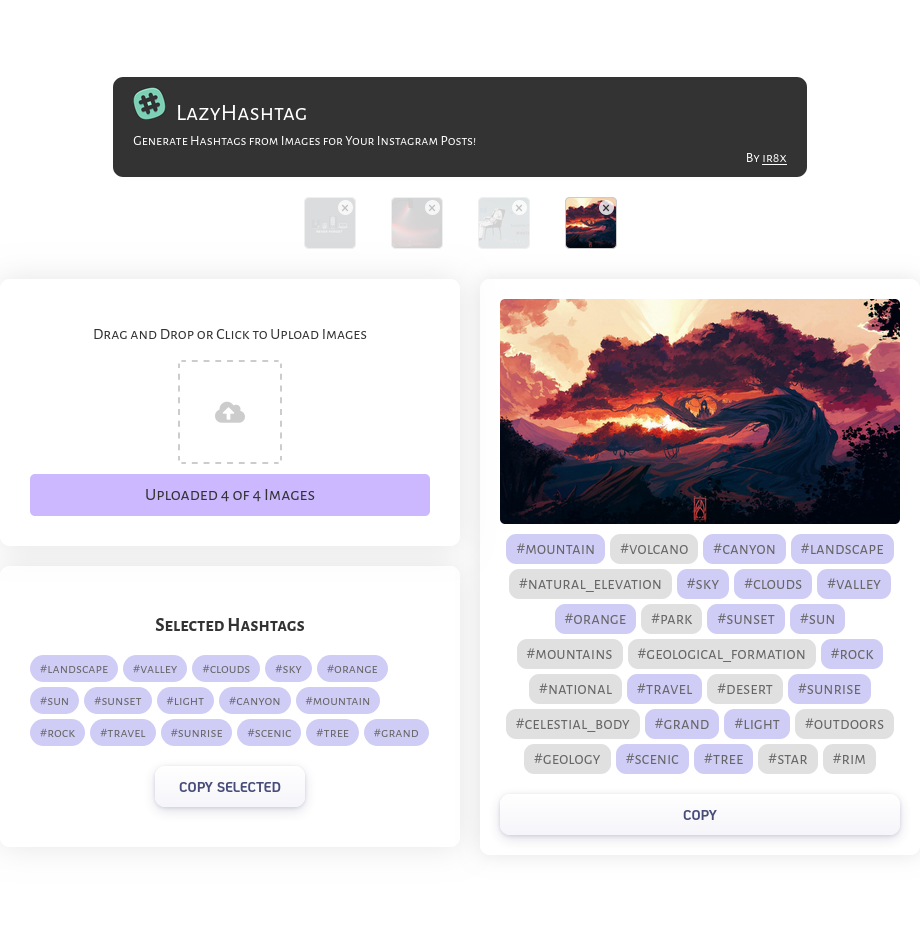 LazyHashtag
Generate Hashtags from Images for Your Instagram Posts!
By ir8x
Drag and Drop or Click to Upload Images
Uploaded 4 of 4 Images
Selected Hashtags
#landscape #valley #clouds #sky #orange
#sun #sunset #light #canyon #mountain
#rock #travel #sunrise #scenic #tree #grand
COPY SELECTED
#mountain #volcano #canyon #landscape
#natural_elevation #sky #clouds #valley
#orange #park #sunset #sun
#mountains #geological_formation #rock
#national #travel #desert #sunrise
#celestial_body #grand #light #outdoors
#geology #scenic #tree #star #rim
COPY